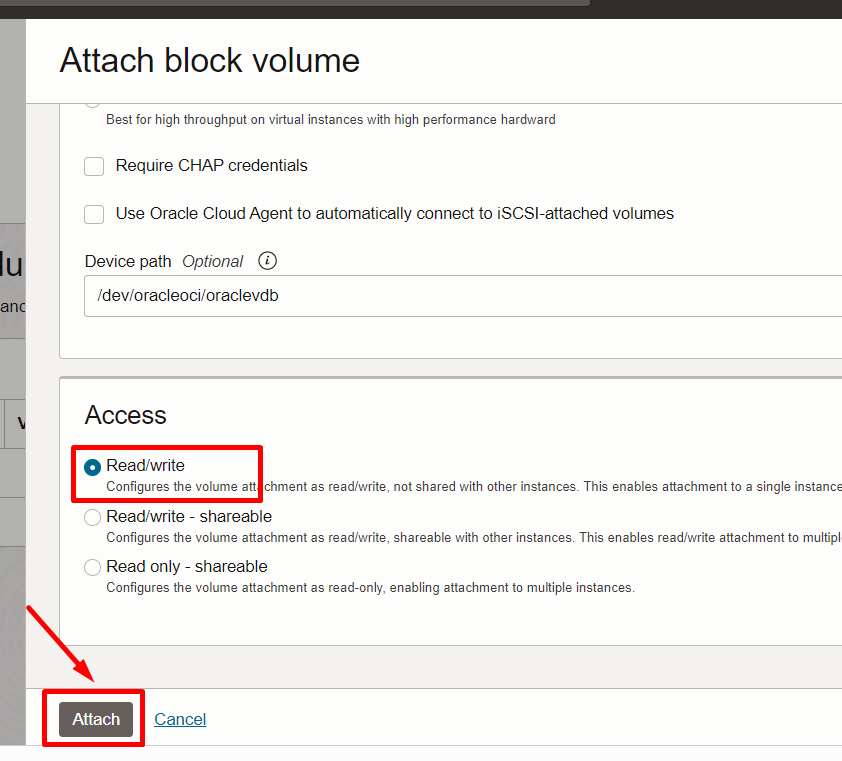 Attach block volume
Best for high throughput on virtual instances with high performance hardware
Require CHAP credentials
Use Oracle Cloud Agent to automatically connect to iSCSI-attached volumes
Device path Optional
/dev/oracleoci/oraclevdb
Access
Read/write
Configures the volume attachment as read/write, not shared with other instances. This enables attachment to a single instance
Read/write - shareable
Configures the volume attachment as read/write, shareable with other instances. This enables read/write attachment to
Read only - shareable
Configures the volume attachment as read-only, enabling attachment to multiple instances.
Attach Cancel